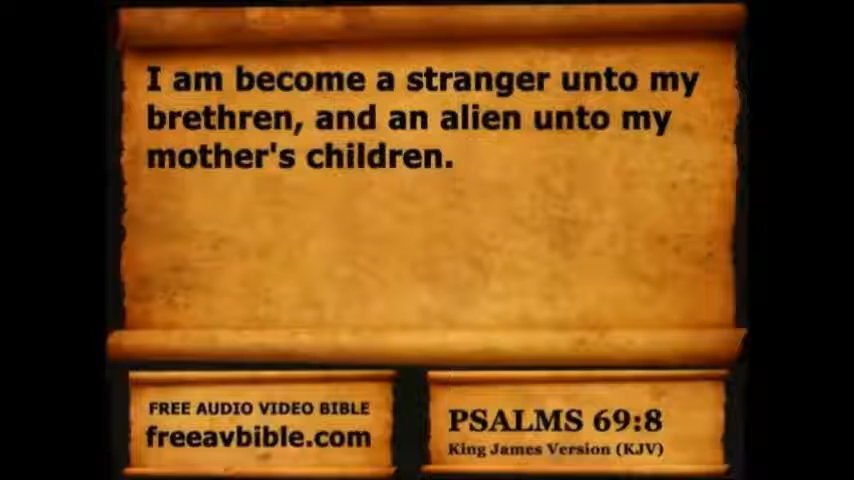 I am become a stranger unto my
brethren, and an alien unto my
mother's children.
FREE AUDIO VIDEO BIBLE
freeavbible.com
PSALMS 69:8
King James Version (KJV)